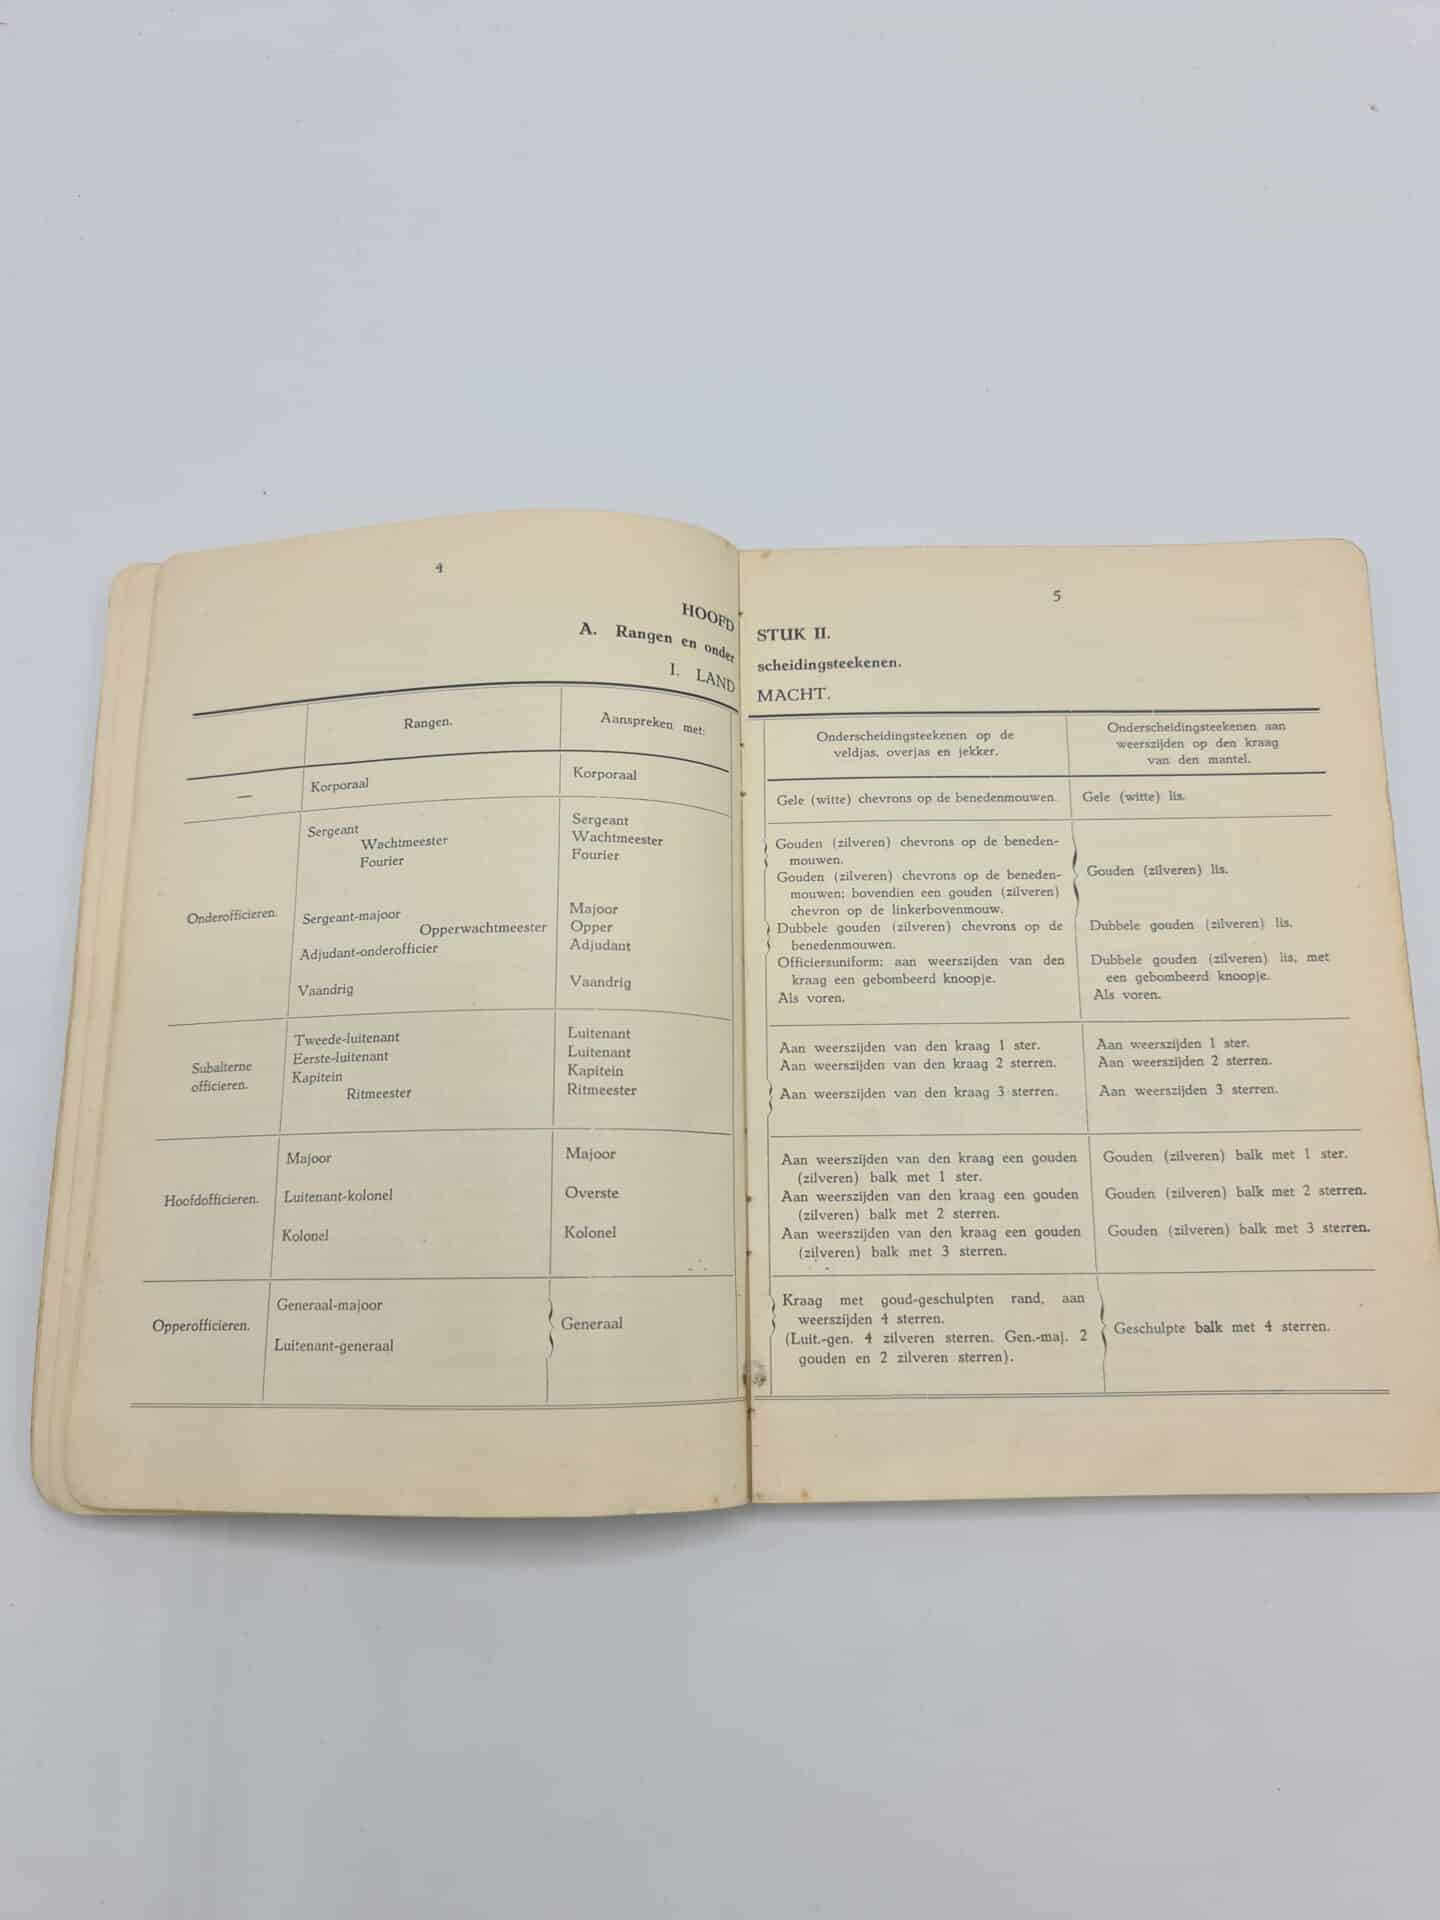 4
HOOFD
A. Rangen en onder
I. LAND
Rangen.
Aanspreken met:
—
Korporaal
Korporaal
Onderofficieren.
Sergeant
Wachtmeester
Fourier
Sergeant-majoor
Opperwachtmeester
Adjudant-onderofficier
Vaandrig
Sergeant
Wachtmeester
Fourier
Majoor
Opper
Adjudant
Vaandrig
Subalterne
officieren.
Tweede-luitenant
Eerste-luitenant
Kapitein
Ritmeester
Luitenant
Luitenant
Kapitein
Ritmeester
Hoofdofficieren.
Majoor
Luitenant-kolonel
Kolonel
Majoor
Overste
Kolonel
Opperofficieren.
Generaal-majoor
Luitenant-generaal
Generaal
5
STUK II.
scheidingsteekenen.
MACHT.
Onderscheidingsteekenen op de
veldjas, overjas en jekker.
Onderscheidingsteekenen aan
weerszijden op den kraag
van den mantel.
Gele (witte) chevrons op de benedenmouwen.
Gele (witte) lis.
Gouden (zilveren) chevrons op de beneden-
mouwen.
Gouden (zilveren) chevrons op de beneden-
mouwen; bovendien een gouden (zilveren)
chevron op de linkerbovenmouw.
Dubbele gouden (zilveren) chevrons op de
benedenmouwen.
Officiersuniform; aan weerszijden van den
kraag een gebombeerd knoopje.
Als voren.
Gouden (zilveren) lis.
Dubbele gouden (zilveren) lis.
Dubbele gouden (zilveren) lis, met
een gebombeerd knoopje.
Als voren.
Aan weerszijden van den kraag 1 ster.
Aan weerszijden van den kraag 2 sterren.
Aan weerszijden van den kraag 3 sterren.
Aan weerszijden 1 ster.
Aan weerszijden 2 sterren.
Aan weerszijden 3 sterren.
Aan weerszijden van den kraag een gouden
(zilveren) balk met 1 ster.
Aan weerszijden van den kraag een gouden
(zilveren) balk met 2 sterren.
Aan weerszijden van den kraag een gouden
(zilveren) balk met 3 sterren.
Gouden (zilveren) balk met 1 ster.
Gouden (zilveren) balk met 2 sterren.
Gouden (zilveren) balk met 3 sterren.
Kraag met goud-geschulpten rand, aan
weerszijden 4 sterren.
(Luit.-gen. 4 zilveren sterren. Gen.-maj. 2
gouden en 2 zilveren sterren).
Geschulpte balk met 4 sterren.